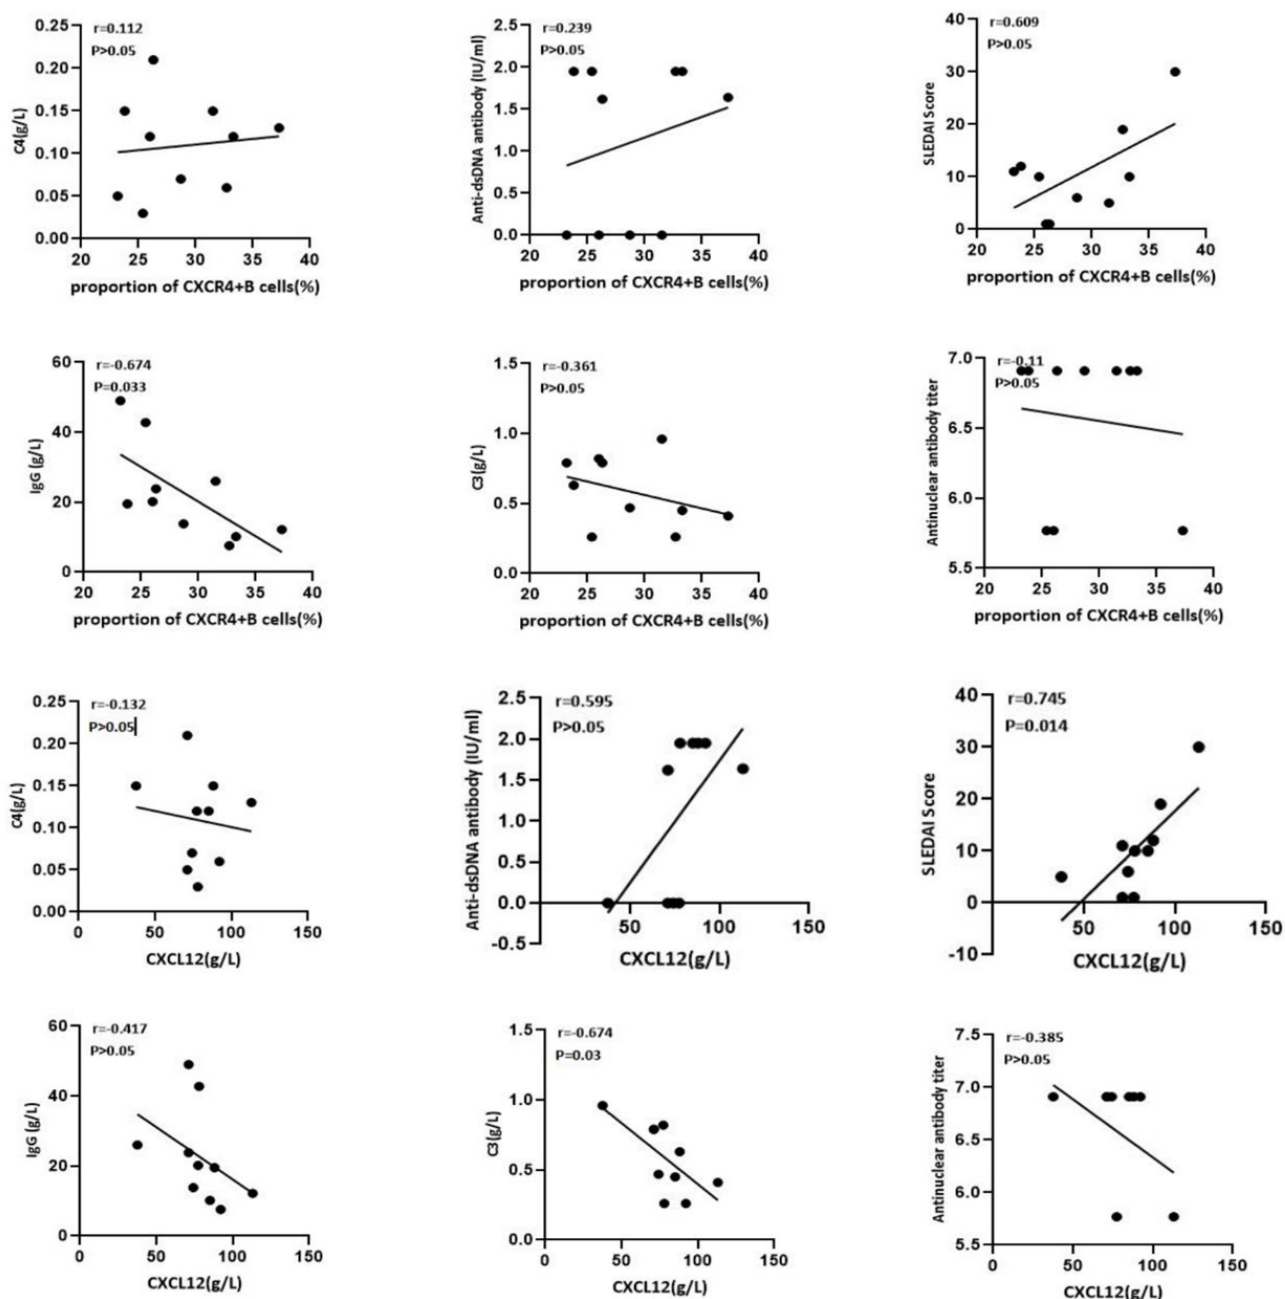 r=0.112
P>0.05
C4(g/L)
0.25
0.20
0.15
0.10
0.05
0.00
20 25 30 35 40
proportion of CXCR4+B cells(%)
r=0.239
P>0.05
Anti-dsDNA antibody (IU/ml)
2.5
2.0
1.5
1.0
0.5
0.0
20 25 30 35 40
proportion of CXCR4+B cells(%)
r=0.609
P>0.05
SLEDAI Score
40
30
20
10
0
20 25 30 35 40
proportion of CXCR4+B cells(%)
r=-0.674
P=0.033
IgG (g/L)
60
40
20
0
20 25 30 35 40
proportion of CXCR4+B cells(%)
r=-0.361
P>0.05
C3(g/L)
1.5
1.0
0.5
0.0
20 25 30 35 40
proportion of CXCR4+B cells(%)
r=-0.11
P>0.05
Antinuclear antibody titer
7.0
6.5
6.0
5.5
20 25 30 35 40
proportion of CXCR4+B cells(%)
r=-0.132
P>0.05
C4(g/L)
0.25
0.20
0.15
0.10
0.05
0.00
0 50 100 150
CXCL12(g/L)
r=0.595
P>0.05
Anti-dsDNA antibody (IU/ml)
2.5
2.0
1.5
1.0
0.5
0.0
-0.5
50 100 150
CXCL12(g/L)
r=0.745
P=0.014
SLEDAI Score
40
30
20
10
0
-10
50 100 150
CXCL12(g/L)
r=-0.417
P>0.05
IgG (g/L)
60
40
20
0
0 50 100 150
CXCL12(g/L)
r=-0.674
P=0.03
C3(g/L)
1.5
1.0
0.5
0.0
0 50 100 150
CXCL12(g/L)
r=-0.385
P>0.05
Antinuclear antibody titer
7.5
7.0
6.5
6.0
5.5
0 50 100 150
CXCL12(g/L)